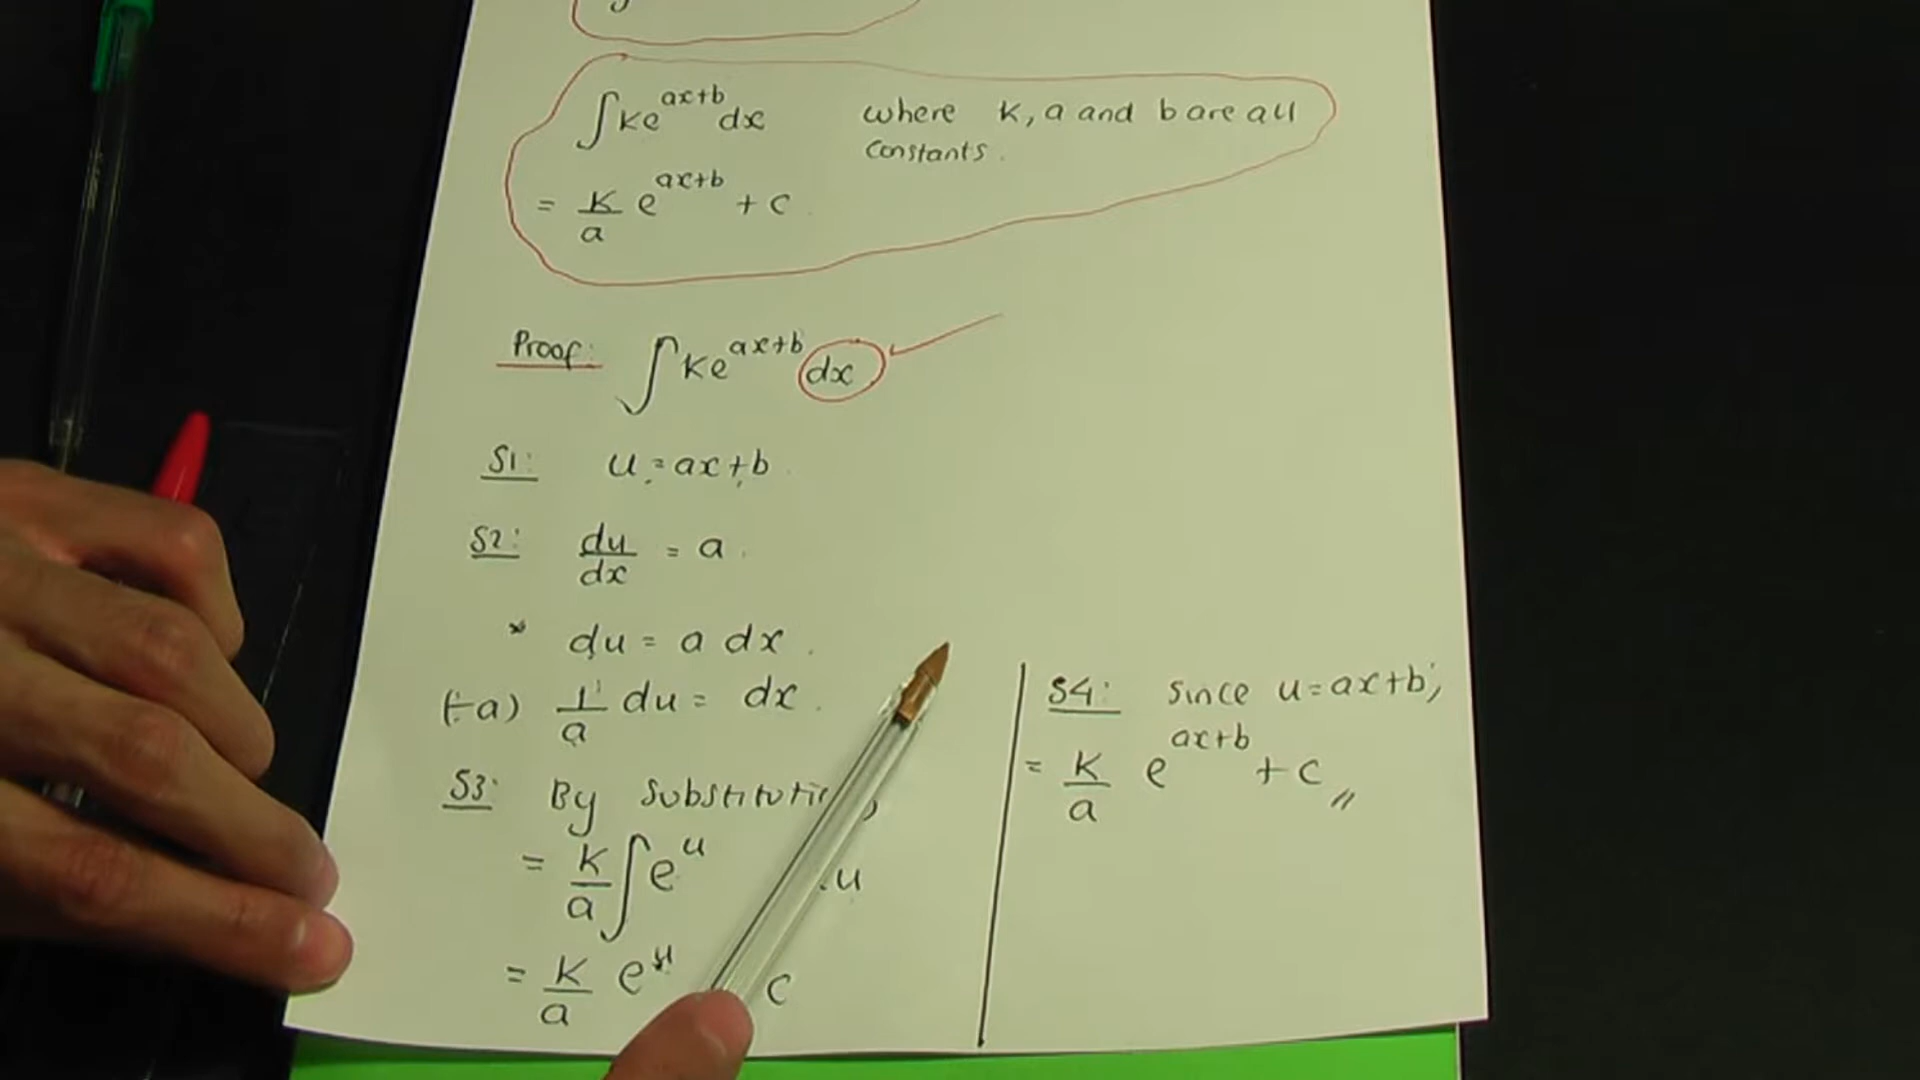 ∫ke^{ax+b}dx where k, a and b are all
constants.
= k/a e^{ax+b} + c
Proof: ∫ke^{ax+b}dx
S1: u = ax+b
S2: du/dx = a.
* du = a dx.
(÷a) 1/a du = dx.
S3: By
= k/a ∫e^u
= k/a e^u c
S4: Since u=ax+b,
= k/a e^{ax+b} + c //